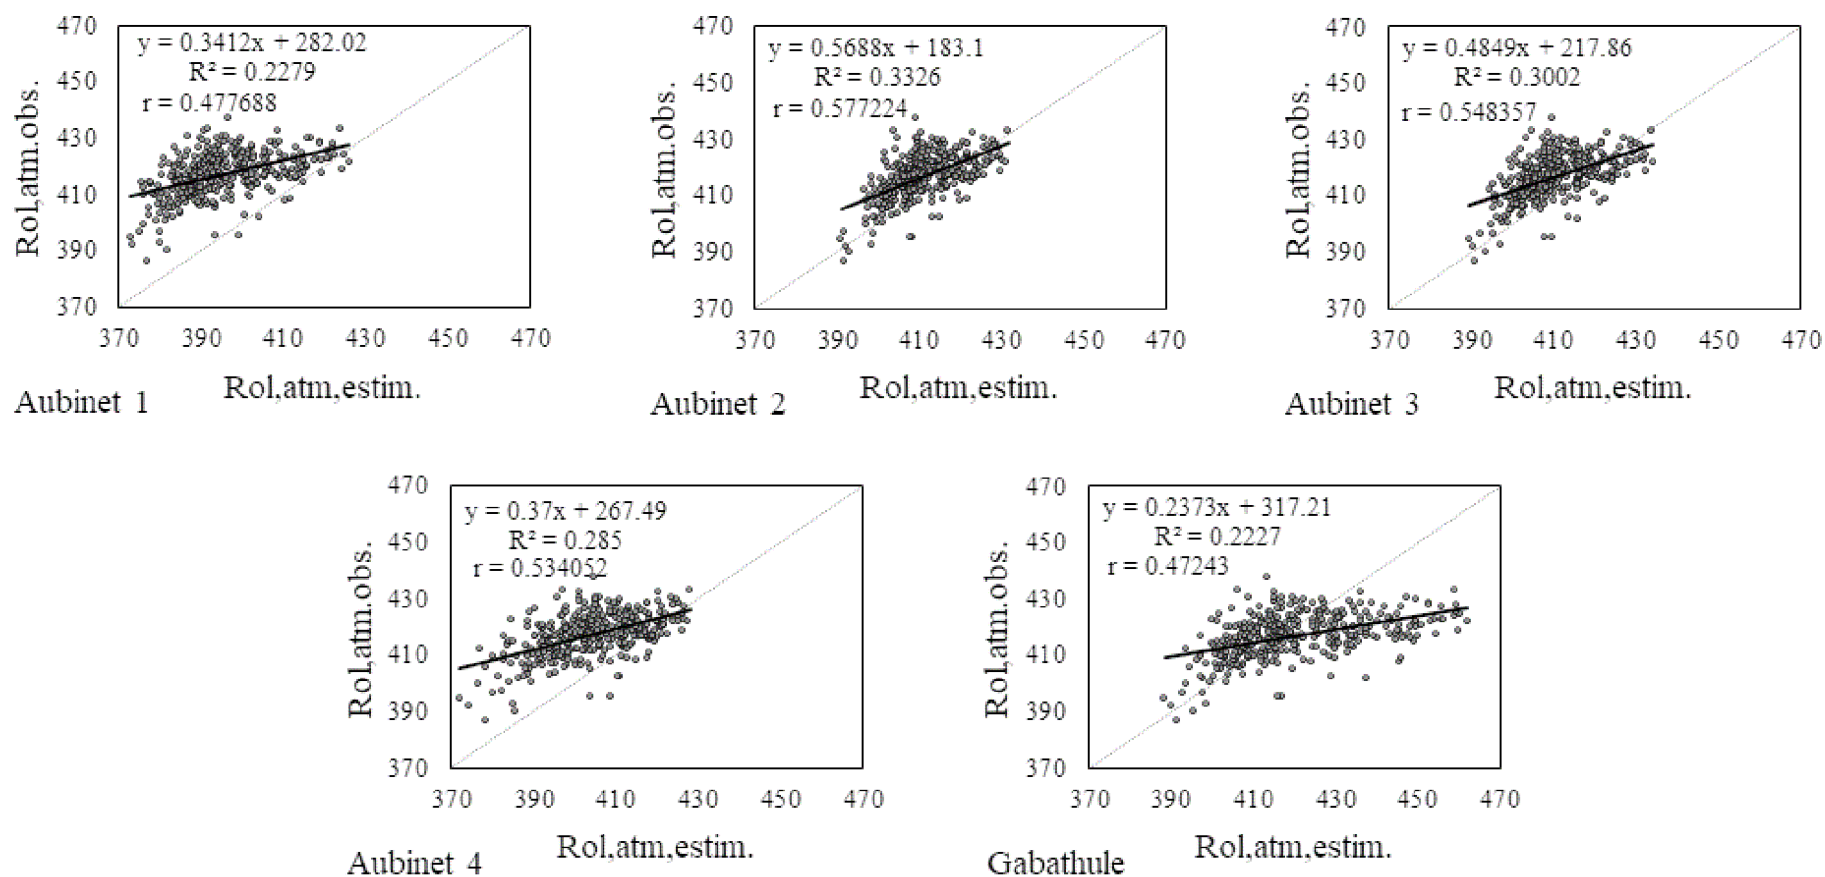 470
y = 0.3412x + 282.02
R² = 0.2279
r = 0.477688
450
430
410
390
370
370 390 410 430 450 470
Rol,atm.obs.
Rol,atm,estim.
Aubinet 1
470
y = 0.5688x + 183.1
R² = 0.3326
r = 0.577224
450
430
410
390
370
370 390 410 430 450 470
Rol,atm.obs.
Rol,atm,estim.
Aubinet 2
470
y = 0.4849x + 217.86
R² = 0.3002
r = 0.548357
450
430
410
390
370
370 390 410 430 450 470
Rol,atm.obs.
Rol,atm,estim.
Aubinet 3
470
y = 0.37x + 267.49
R² = 0.285
r = 0.534052
450
430
410
390
370
370 390 410 430 450 470
Rol,atm.obs.
Rol,atm,estim.
Aubinet 4
470
y = 0.2373x + 317.21
R² = 0.2227
r = 0.47243
450
430
410
390
370
370 390 410 430 450 470
Rol,atm.obs.
Rol,atm,estim.
Gabathule